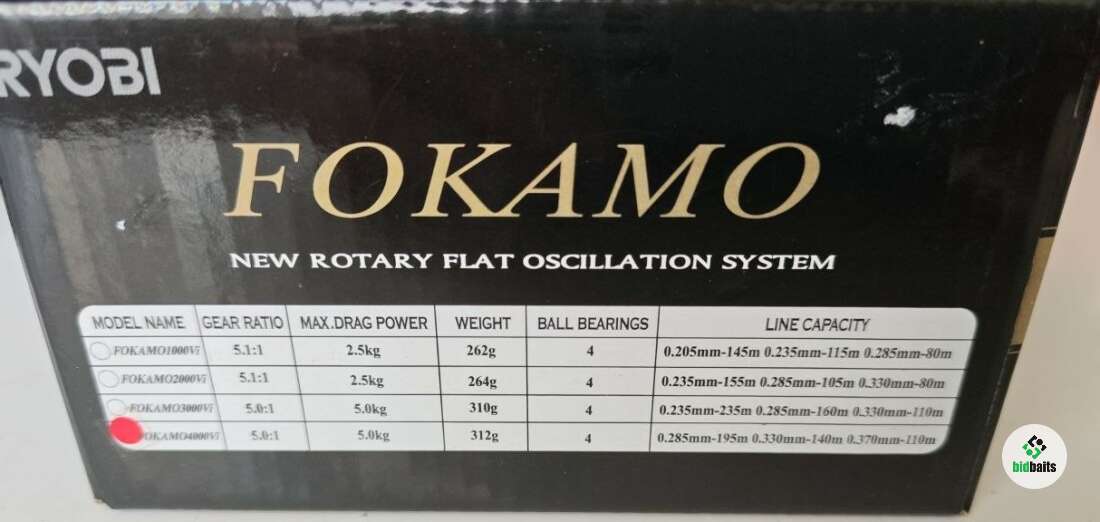 RYOBI
FOKAMO
NEW ROTARY FLAT OSCILLATION SYSTEM
MODEL NAME GEAR RATIO MAX.DRAG POWER WEIGHT BALL BEARINGS LINE CAPACITY
FOKAMO1000Vi 5.1:1 2.5kg 262g 4 0.205mm-145m 0.235mm-115m 0.285mm-80m
FOKAMO2000Vi 5.1:1 2.5kg 264g 4 0.235mm-155m 0.285mm-105m 0.330mm-80m
FOKAMO3000Vi 5.0:1 5.0kg 310g 4 0.235mm-235m 0.285mm-160m 0.330mm-110m
OKAMO4000Vi 5.0:1 5.0kg 312g 4 0.285mm-195m 0.330mm-140m 0.370mm-110m
bidbaits